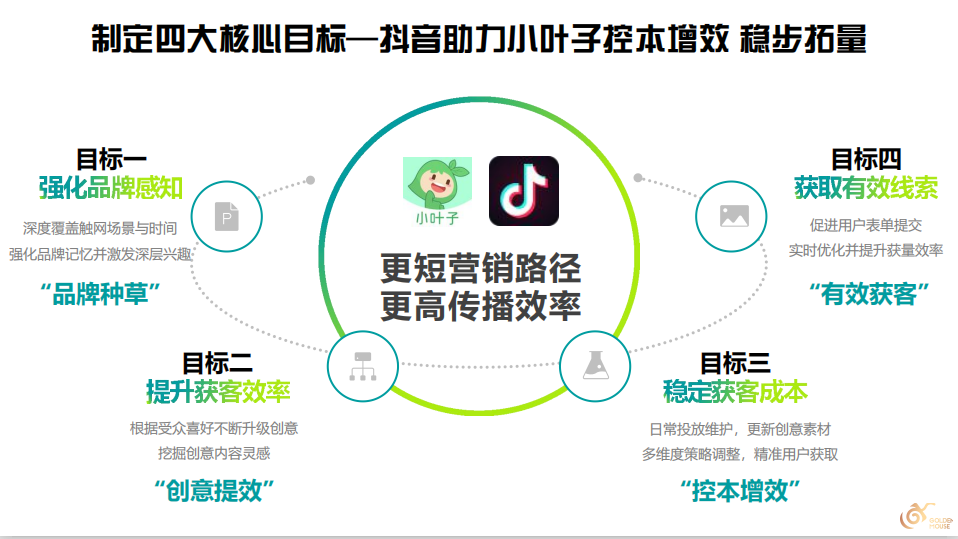 制定四大核心目标—抖音助力小叶子控本增效 稳步拓量
目标一
强化品牌感知
深度覆盖触网场景与时间
强化品牌记忆并激发深层兴趣
“品牌种草”
P
目标二
提升获客效率
根据受众喜好不断升级创意
挖掘创意内容灵感
“创意提效”
小叶子
更短营销路径
更高传播效率
目标三
稳定获客成本
日常投放维护，更新创意素材
多维度策略调整，精准用户获取
“控本增效”
目标四
获取有效线索
促进用户表单提交
实时优化并提升获量效率
“有效获客”
GOLDEN
HOUSE